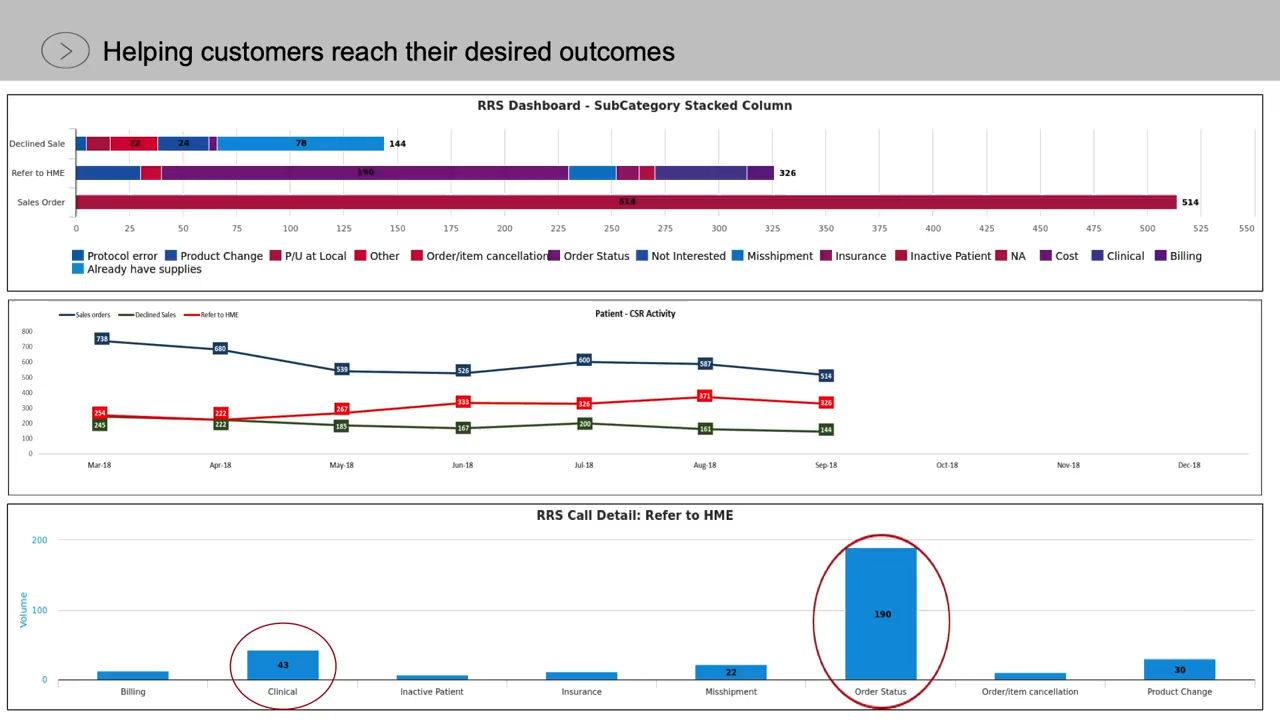 Helping customers reach their desired outcomes
RRS Dashboard - SubCategory Stacked Column
Declined Sale 22 24 78 144
Refer to HME 190 326
Sales Order 514 514
0 25 50 75 100 125 150 175 200 225 250 275 300 325 350 375 400 425 450 475 500 525 550
Protocol error Product Change P/U at Local Other Order/item cancellation Order Status Not Interested Misshipment Insurance Inactive Patient NA Cost Clinical Billing
Already have supplies
Sales orders Declined Sales Refer to HME
Patient - CSR Activity
800
700
600
500
400
300
200
100
0
738 680 539 526 600 587 514
254 222 267 333 326 371 326
245 222 185 167 200 161 144
Mar-18 Apr-18 May-18 Jun-18 Jul-18 Aug-18 Sep-18 Oct-18 Nov-18 Dec-18
RRS Call Detail: Refer to HME
Volume
200
100
0
43 22 190 30
Billing Clinical Inactive Patient Insurance Misshipment Order Status Order/item cancellation Product Change